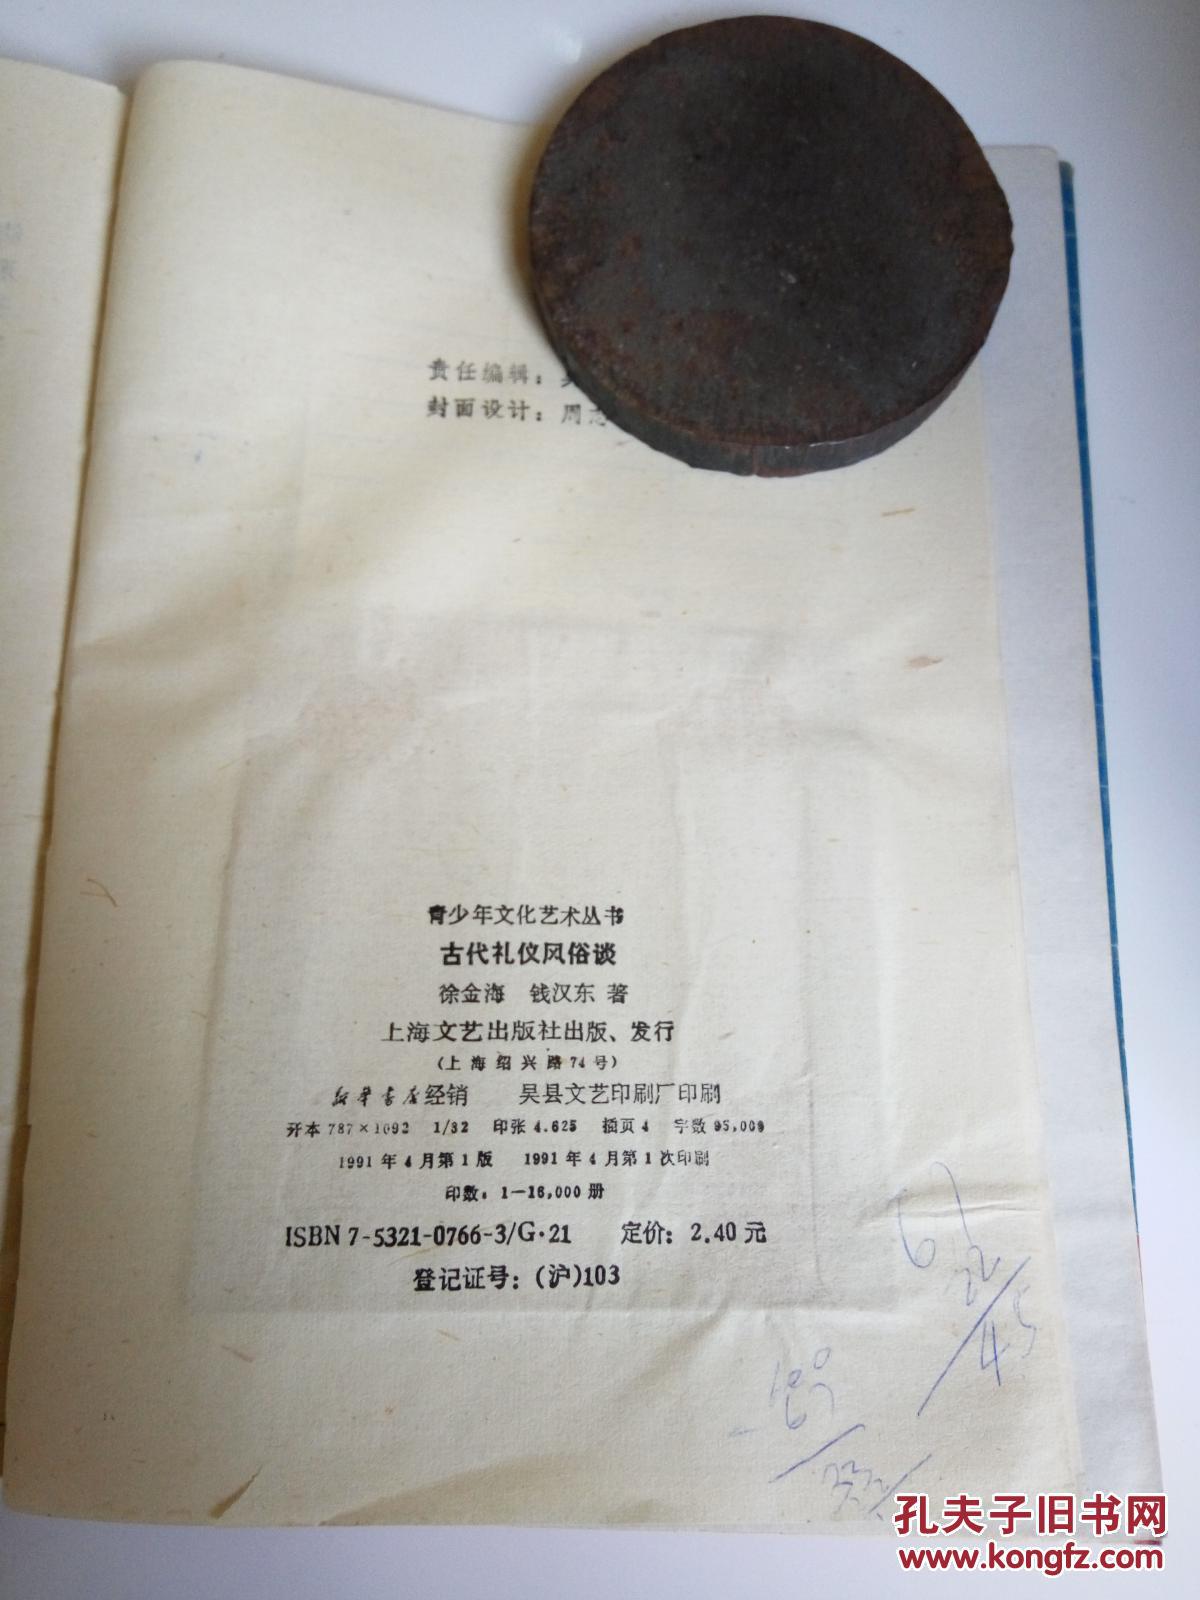 责任编辑：
封面设计：周志
青少年文化艺术丛书
古代礼仪风俗谈
徐金海　钱汉东 著
上海文艺出版社出版、发行
(上海绍兴路74号)
新华书店经销　吴县文艺印刷厂印刷
开本 787×1092　1/32　印张 4.625　插页 4　字数 95,000
1991年4月第1版　1991年4月第1次印刷
印数：1—16,000 册
ISBN 7-5321-0766-3/G·21　定价：2.40元
登记证号：(沪)103
孔夫子旧书网
www.kongfz.com